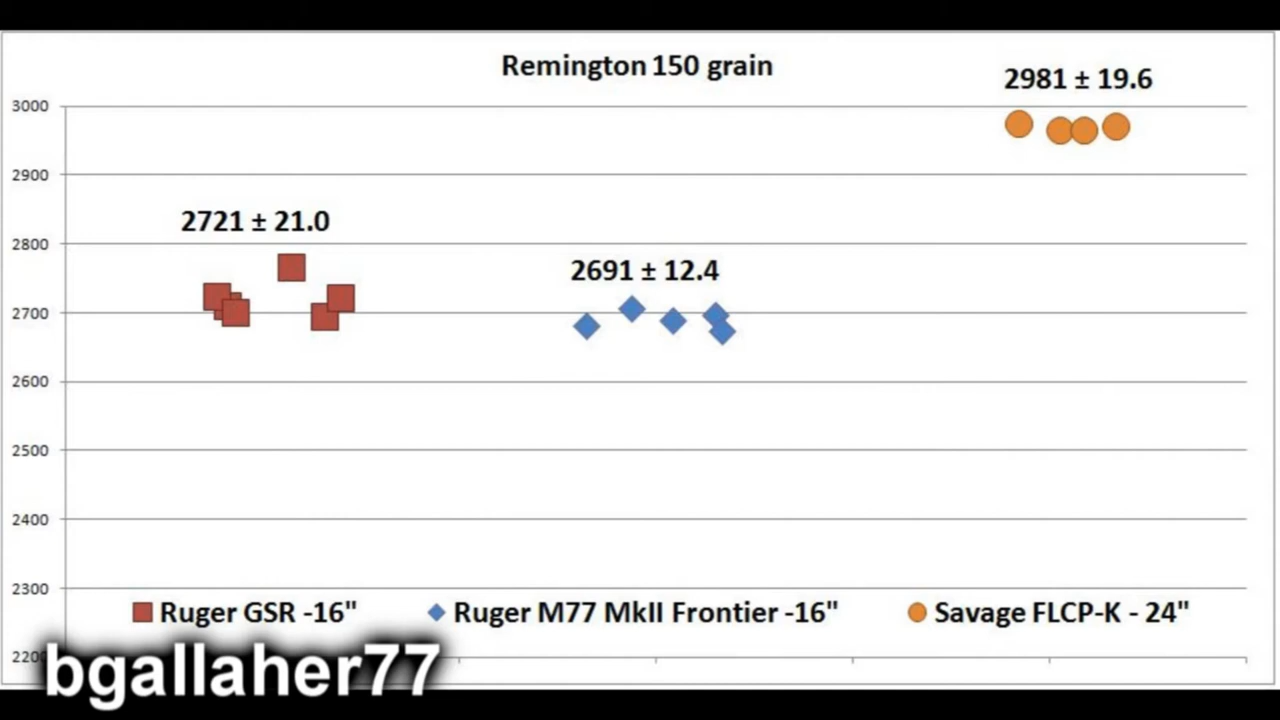 Remington 150 grain
2981 ± 19.6
3000
2900
2721 ± 21.0
2800
2691 ± 12.4
2700
2600
2500
2400
2300
Ruger GSR -16"
Ruger M77 MkII Frontier -16"
Savage FLCP-K - 24"
2200
bgallaher77